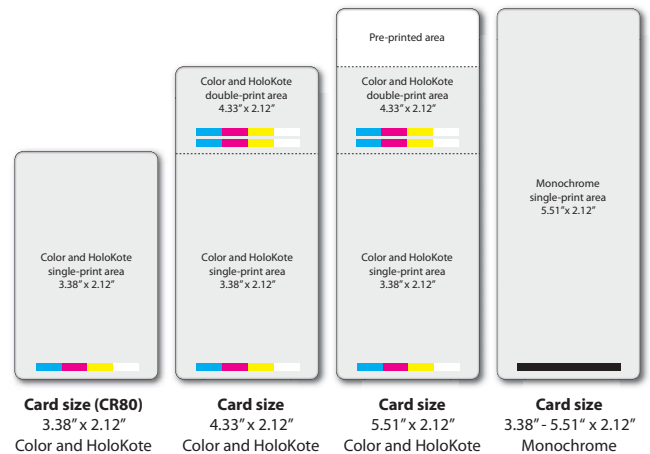 Color and HoloKote
single-print area
3.38” x 2.12”
Card size (CR80)
3.38” x 2.12”
Color and HoloKote
Color and HoloKote
double-print area
4.33” x 2.12”
Color and HoloKote
single-print area
3.38” x 2.12”
Card size
4.33” x 2.12”
Color and HoloKote
Pre-printed area
Color and HoloKote
double-print area
4.33” x 2.12”
Color and HoloKote
single-print area
3.38” x 2.12”
Card size
5.51” x 2.12”
Color and HoloKote
Monochrome
single-print area
5.51”x 2.12”
Card size
3.38” - 5.51“ x 2.12”
Monochrome